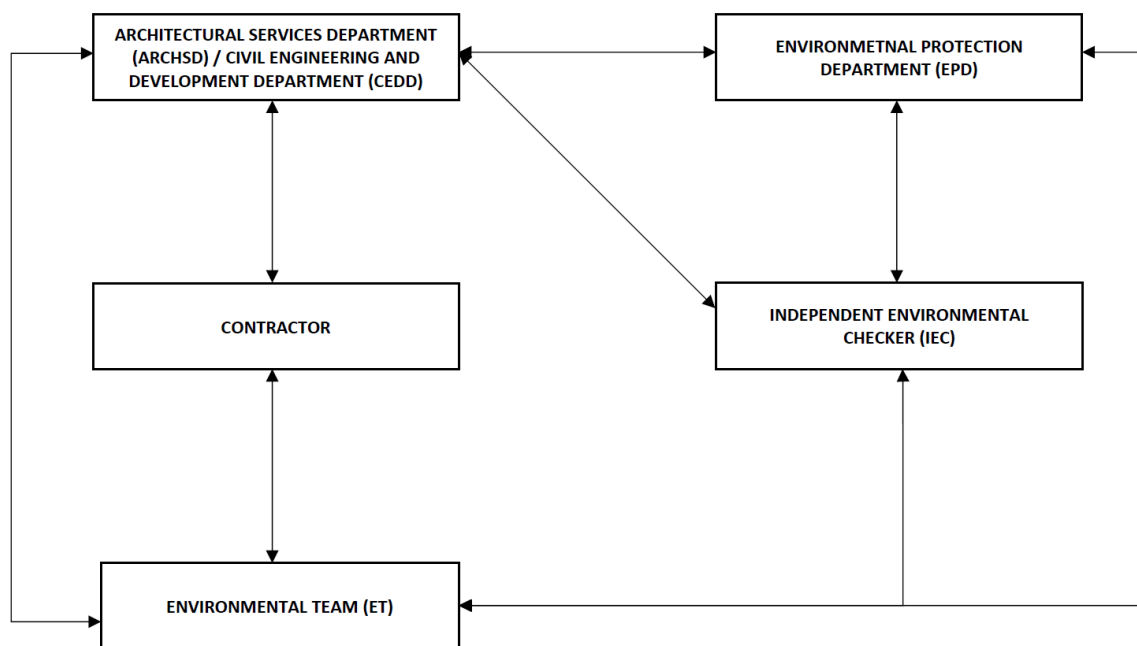 ARCHITECTURAL SERVICES DEPARTMENT
(ARCHSD) / CIVIL ENGINEERING AND
DEVELOPMENT DEPARTMENT (CEDD)
ENVIRONMETNAL PROTECTION
DEPARTMENT (EPD)
CONTRACTOR
INDEPENDENT ENVIRONMENTAL
CHECKER (IEC)
ENVIRONMENTAL TEAM (ET)